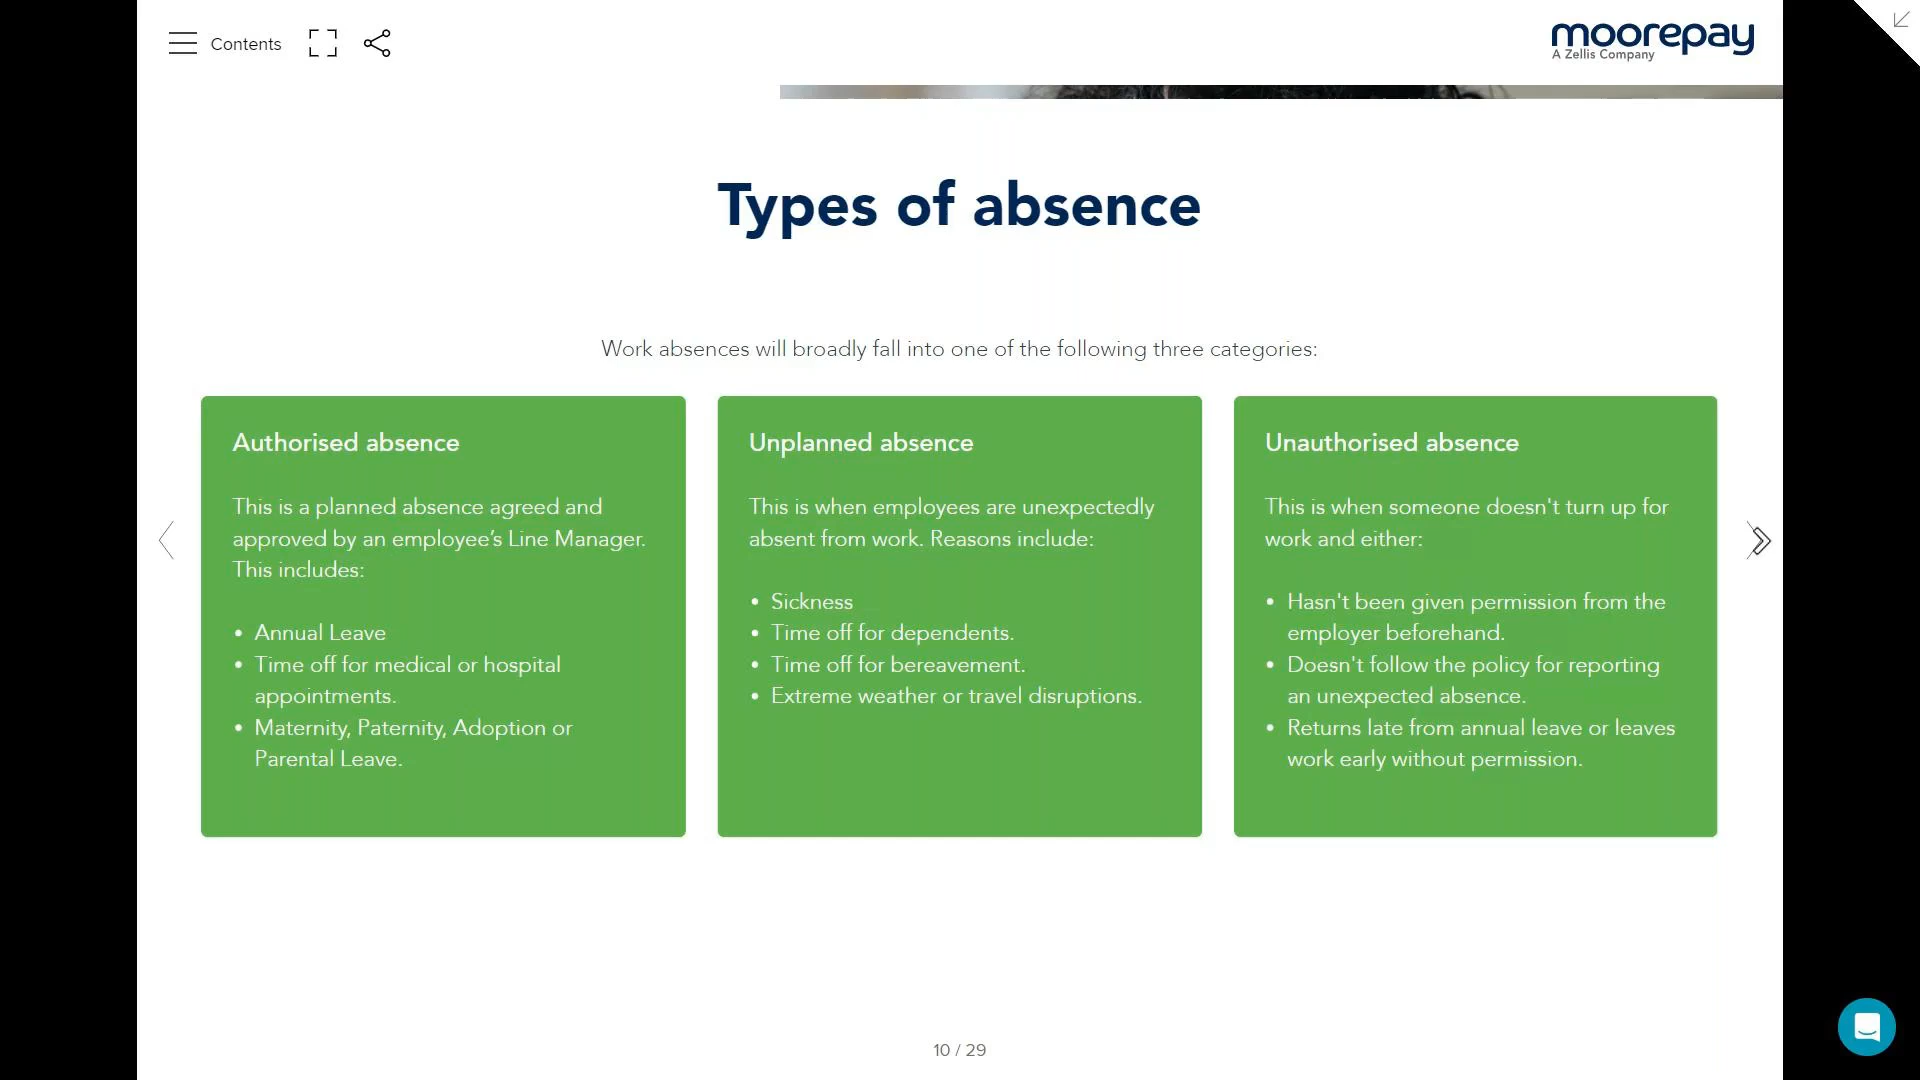 Contents
moorepay
A Zellis Company
Types of absence
Work absences will broadly fall into one of the following three categories:
Authorised absence
This is a planned absence agreed and
approved by an employee’s Line Manager.
This includes:
• Annual Leave
• Time off for medical or hospital
appointments.
• Maternity, Paternity, Adoption or
Parental Leave.
Unplanned absence
This is when employees are unexpectedly
absent from work. Reasons include:
• Sickness
• Time off for dependents.
• Time off for bereavement.
• Extreme weather or travel disruptions.
Unauthorised absence
This is when someone doesn't turn up for
work and either:
• Hasn't been given permission from the
employer beforehand.
• Doesn't follow the policy for reporting
an unexpected absence.
• Returns late from annual leave or leaves
work early without permission.
10 / 29